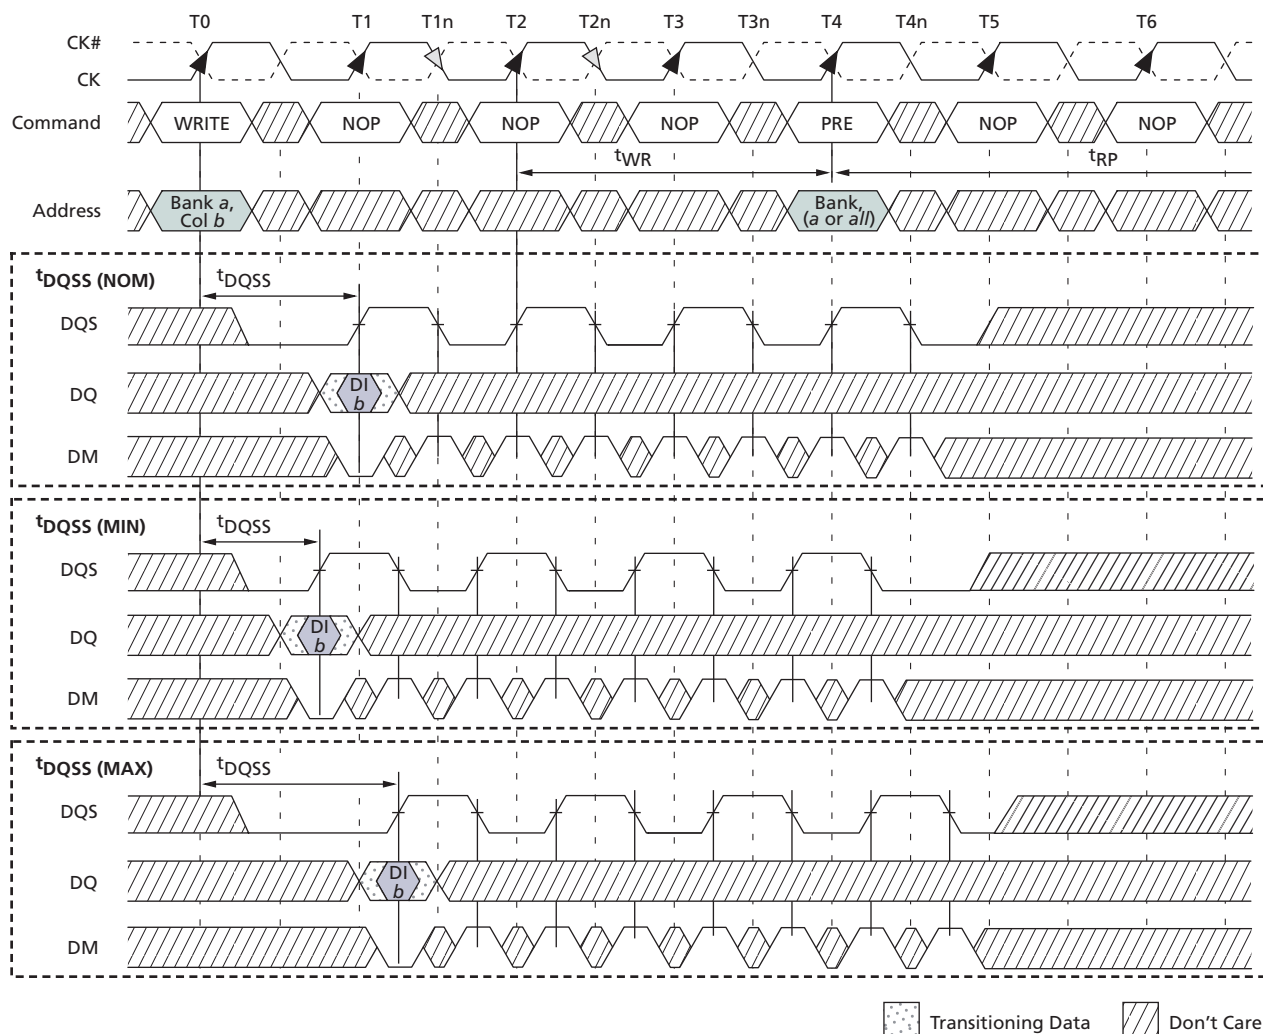 T0 T1 T1n T2 T2n T3 T3n T4 T4n T5 T6
CK#
CK
Command WRITE NOP NOP NOP PRE NOP NOP
tWR tRP
Address Bank a, Col b Bank, (a or all)
tDQSS (NOM) tDQSS
DQS
DQ DI b
DM
tDQSS (MIN) tDQSS
DQS
DQ DI b
DM
tDQSS (MAX) tDQSS
DQS
DQ DI b
DM
Transitioning Data Don't Care